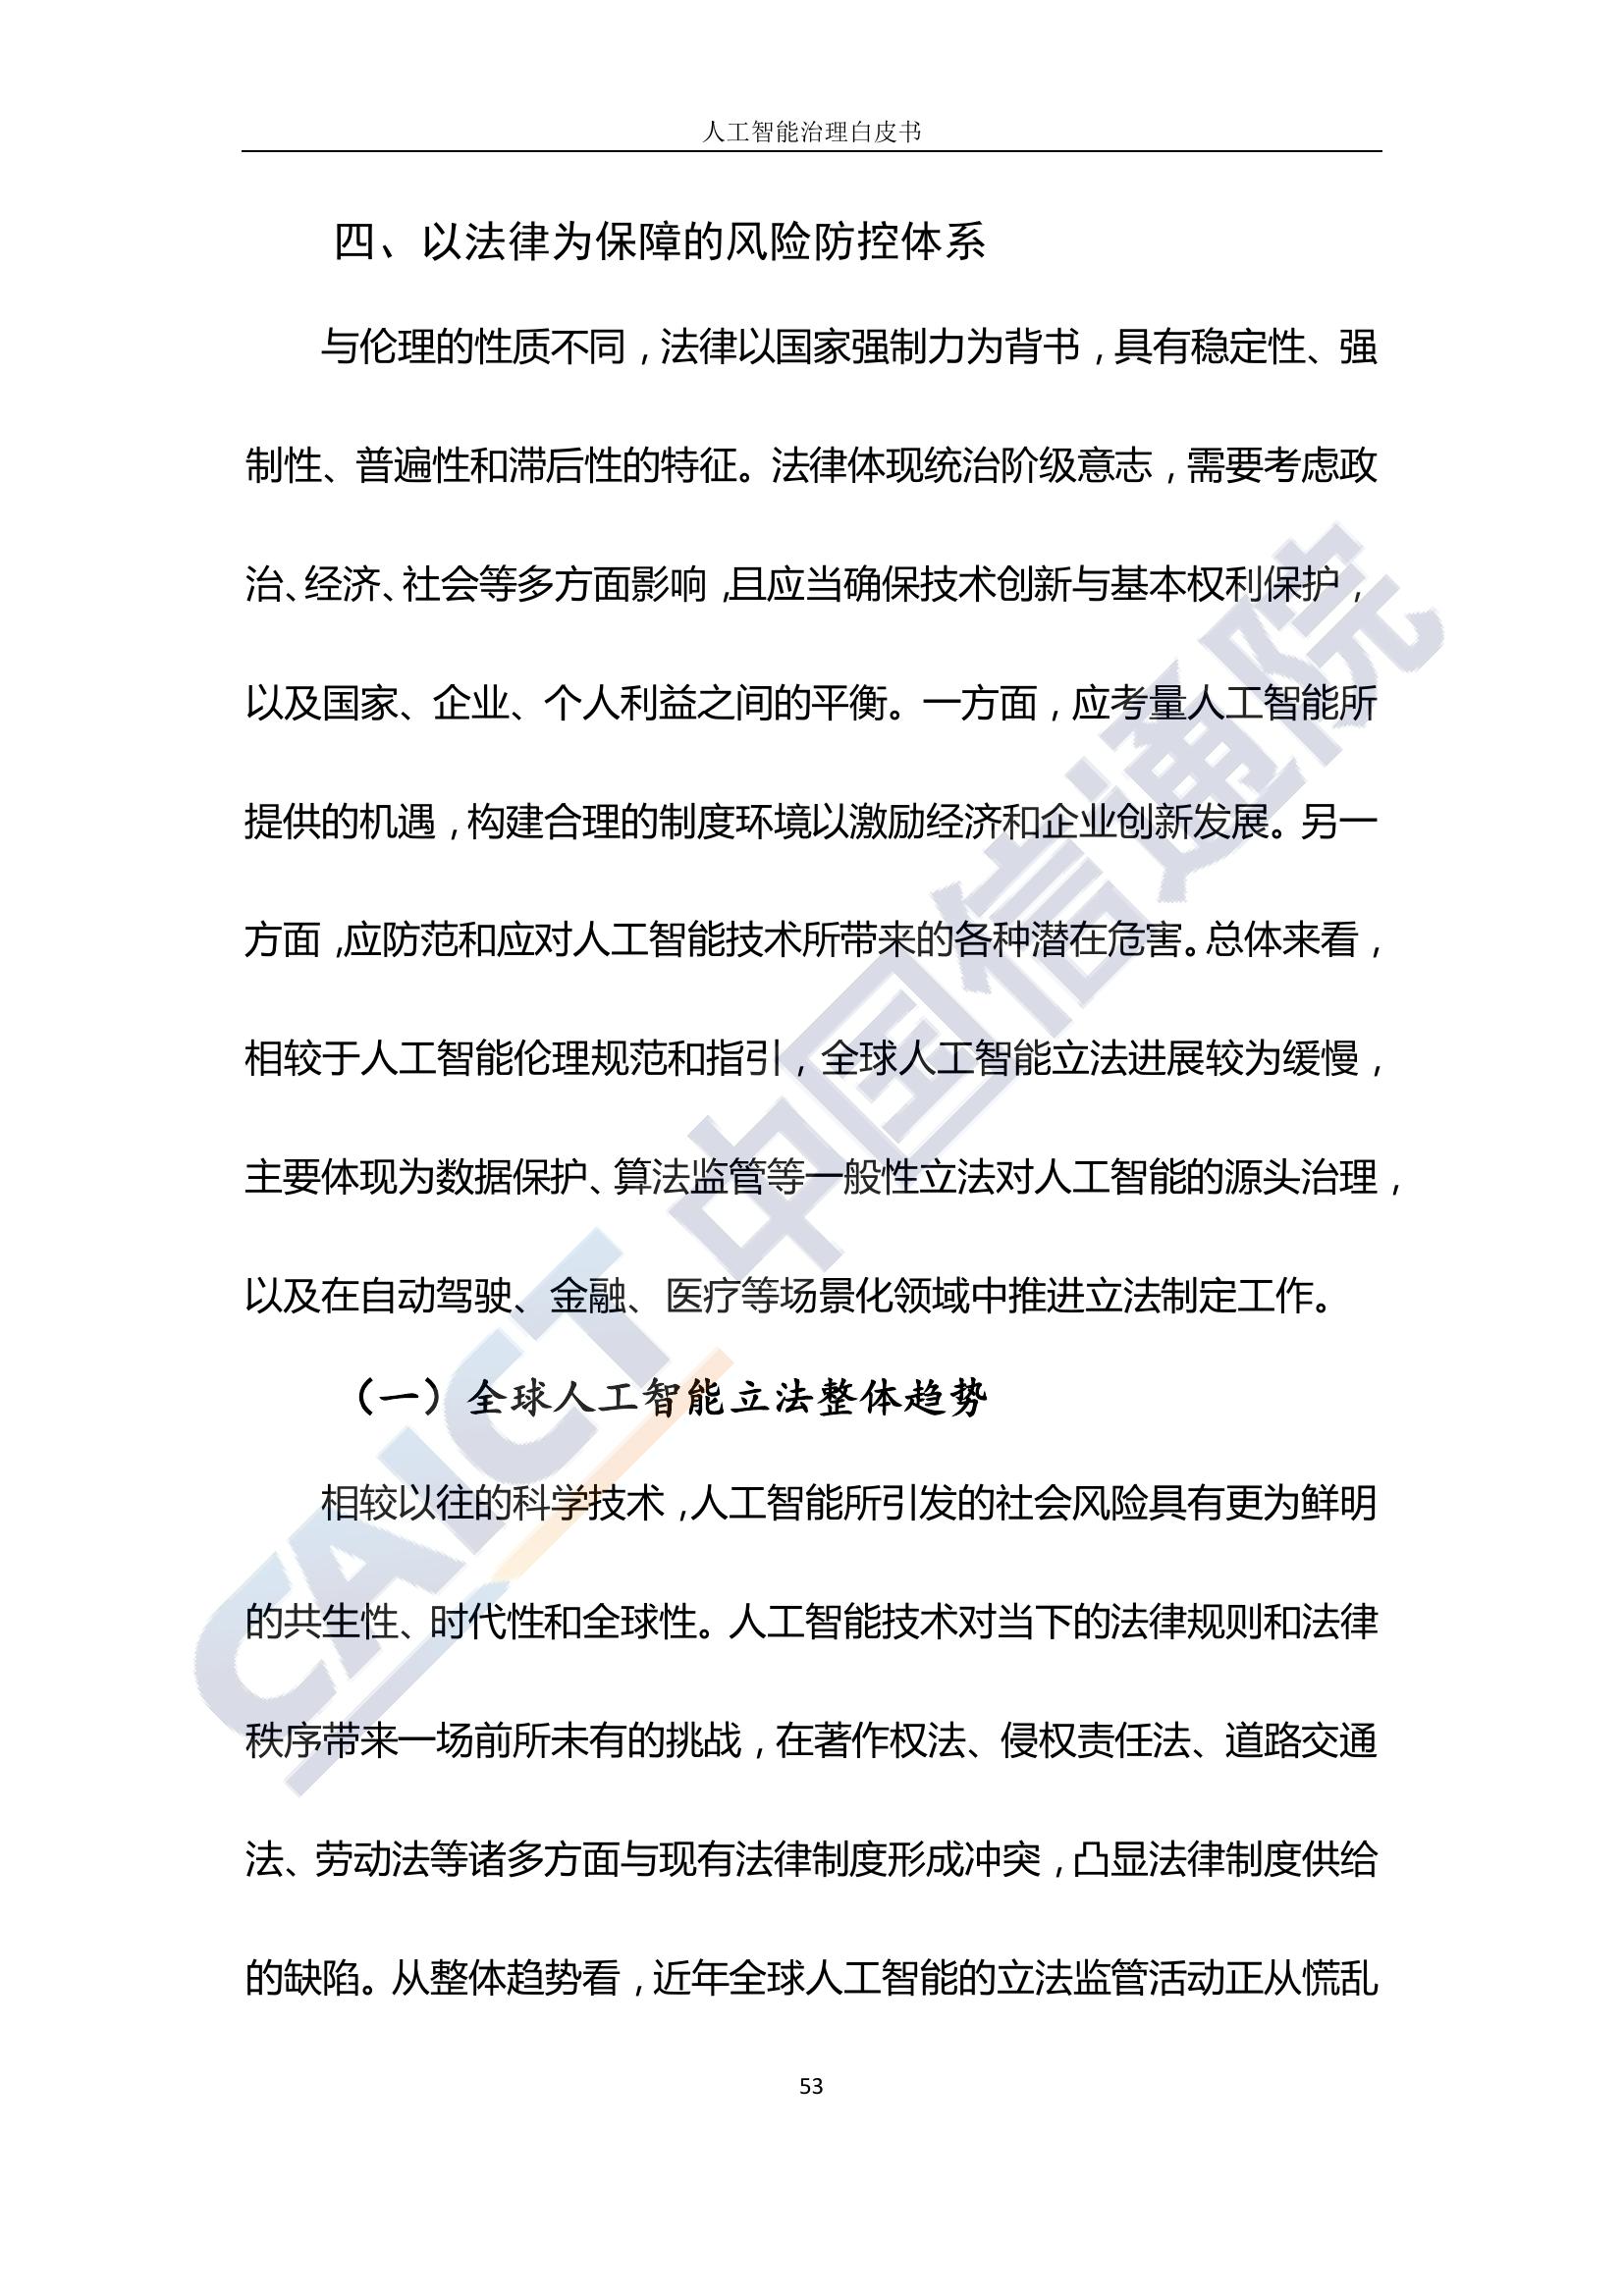 人工智能治理白皮书
四、以法律为保障的风险防控体系
与伦理的性质不同，法律以国家强制力为背书，具有稳定性、强
制性、普遍性和滞后性的特征。法律体现统治阶级意志，需要考虑政
治、经济、社会等多方面影响，且应当确保技术创新与基本权利保护，
以及国家、企业、个人利益之间的平衡。一方面，应考量人工智能所
提供的机遇，构建合理的制度环境以激励经济和企业创新发展。另一
方面，应防范和应对人工智能技术所带来的各种潜在危害。总体来看，
相较于人工智能伦理规范和指引，全球人工智能立法进展较为缓慢，
主要体现为数据保护、算法监管等一般性立法对人工智能的源头治理，
以及在自动驾驶、金融、医疗等场景化领域中推进立法制定工作。
（一）全球人工智能立法整体趋势
相较以往的科学技术，人工智能所引发的社会风险具有更为鲜明
的共生性、时代性和全球性。人工智能技术对当下的法律规则和法律
秩序带来一场前所未有的挑战，在著作权法、侵权责任法、道路交通
法、劳动法等诸多方面与现有法律制度形成冲突，凸显法律制度供给
的缺陷。从整体趋势看，近年全球人工智能的立法监管活动正从慌乱
53
CAICT 中国信通院